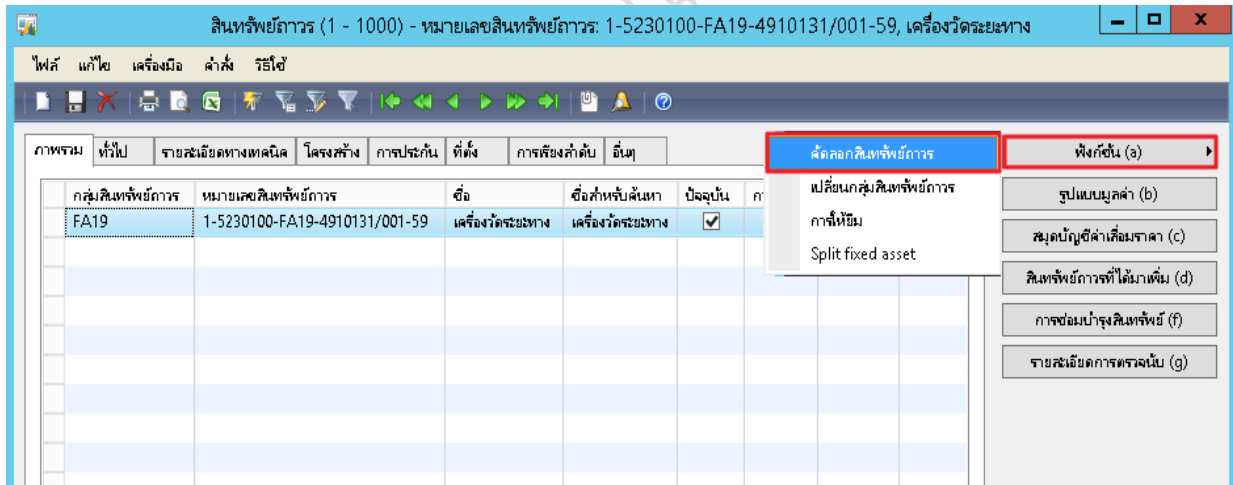 สินทรัพย์ถาวร (1 - 1000) - หมายเลขสินทรัพย์ถาวร: 1-5230100-FA19-4910131/001-59, เครื่องวัดระยะทาง
ไฟล์ แก้ไข เครื่องมือ คำสั่ง วิธีใช้
ภาพรวม ทั่วไป รายละเอียดทางเทคนิค โครงสร้าง การประกัน ที่ตั้ง การเรียงลำดับ อื่นๆ
กลุ่มสินทรัพย์ถาวร หมายเลขสินทรัพย์ถาวร ชื่อ ชื่อสำหรับค้นหา ปัจจุบัน
FA19 1-5230100-FA19-4910131/001-59 เครื่องวัดระยะทาง เครื่องวัดระยะทาง
คัดลอกสินทรัพย์ถาวร
เปลี่ยนกลุ่มสินทรัพย์ถาวร
การให้ยืม
Split fixed asset
ฟังก์ชัน (a)
รูปแบบมูลค่า (b)
สมุดบัญชีค่าเสื่อมราคา (c)
สินทรัพย์ถาวรที่ได้มาเพิ่ม (d)
การซ่อมบำรุงสินทรัพย์ (f)
รายละเอียดการตรวจนับ (g)